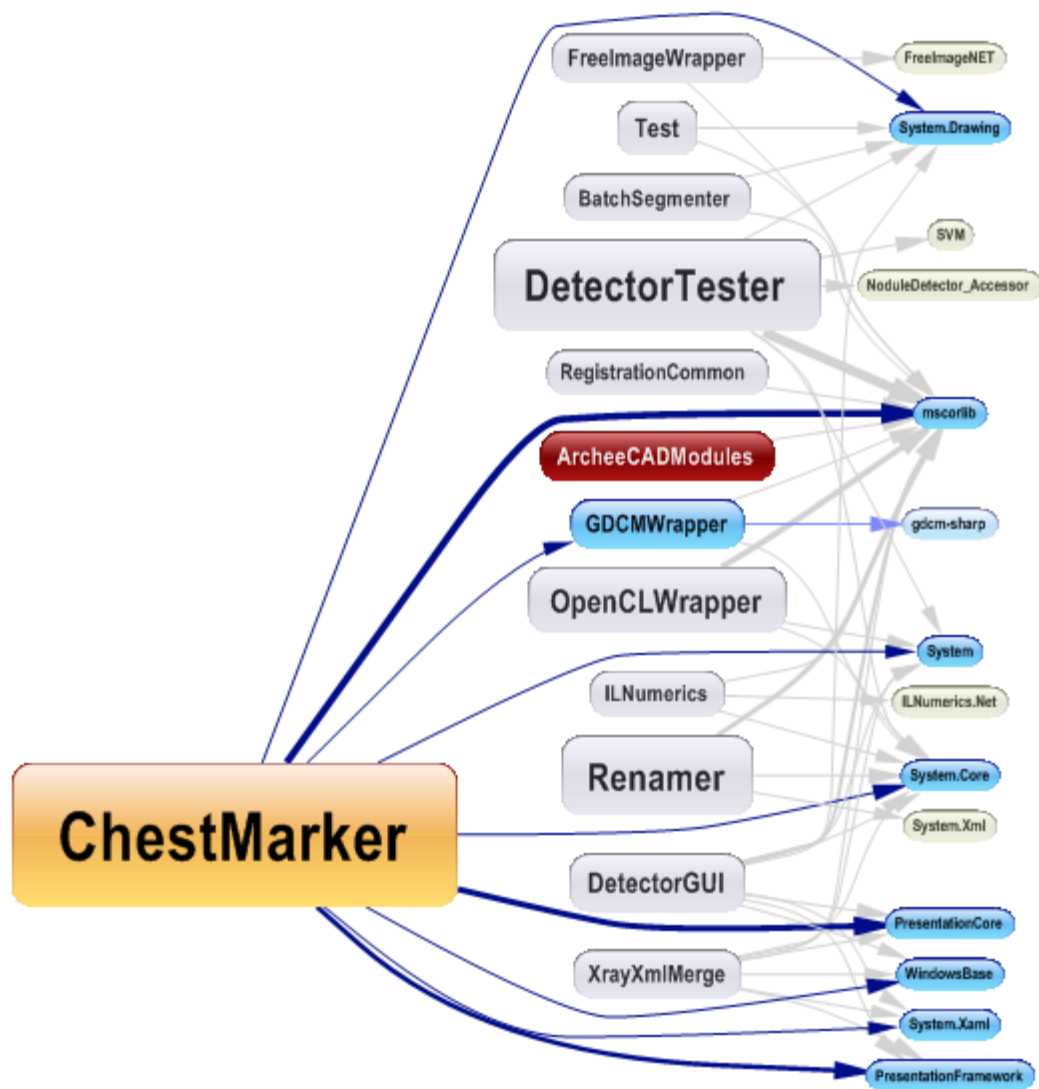 FreeImageWrapper
FreeImageNET
Test
System.Drawing
BatchSegmenter
SVM
DetectorTester
NoduleDetector_Accessor
RegistrationCommon
mscorlib
ArcheeCADModules
GDCMWrapper
gdcm-sharp
OpenCLWrapper
System
ILNumerics
ILNumerics.Net
Renamer
System.Core
ChestMarker
System.Xml
DetectorGUI
PresentationCore
XrayXmlMerge
WindowsBase
System.Xaml
PresentationFramework